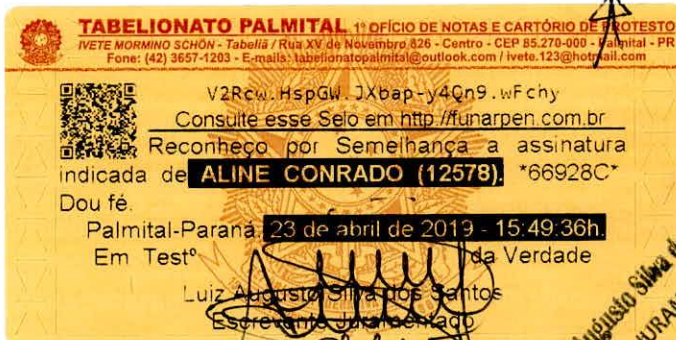 TABELIONATO PALMITAL 1º OFÍCIO DE NOTAS E CARTÓRIO DE PROTESTO
IVETE MORMINO SCHÖN - Tabeliã / Rua XV de Novembro 826 - Centro - CEP 85.270-000 - Palmital - PR
Fone: (42) 3657-1203 - E-mails: tabelionatopalmital@outlook.com / ivete.123@hotmail.com
V2Rcw.HspGW.JXbap-y4Qn9.wFchy
Consulte esse Selo em http //funarpen.com.br
Reconheço por Semelhança a assinatura
indicada de ALINE CONRADO (12578). *66928C*
Dou fé.
Palmital-Paraná, 23 de abril de 2019 - 15:49:36h.
Em Testº da Verdade
Luiz Augusto Silva dos Santos
Escrevente Juramentado
Augusto Silva d
JURAM